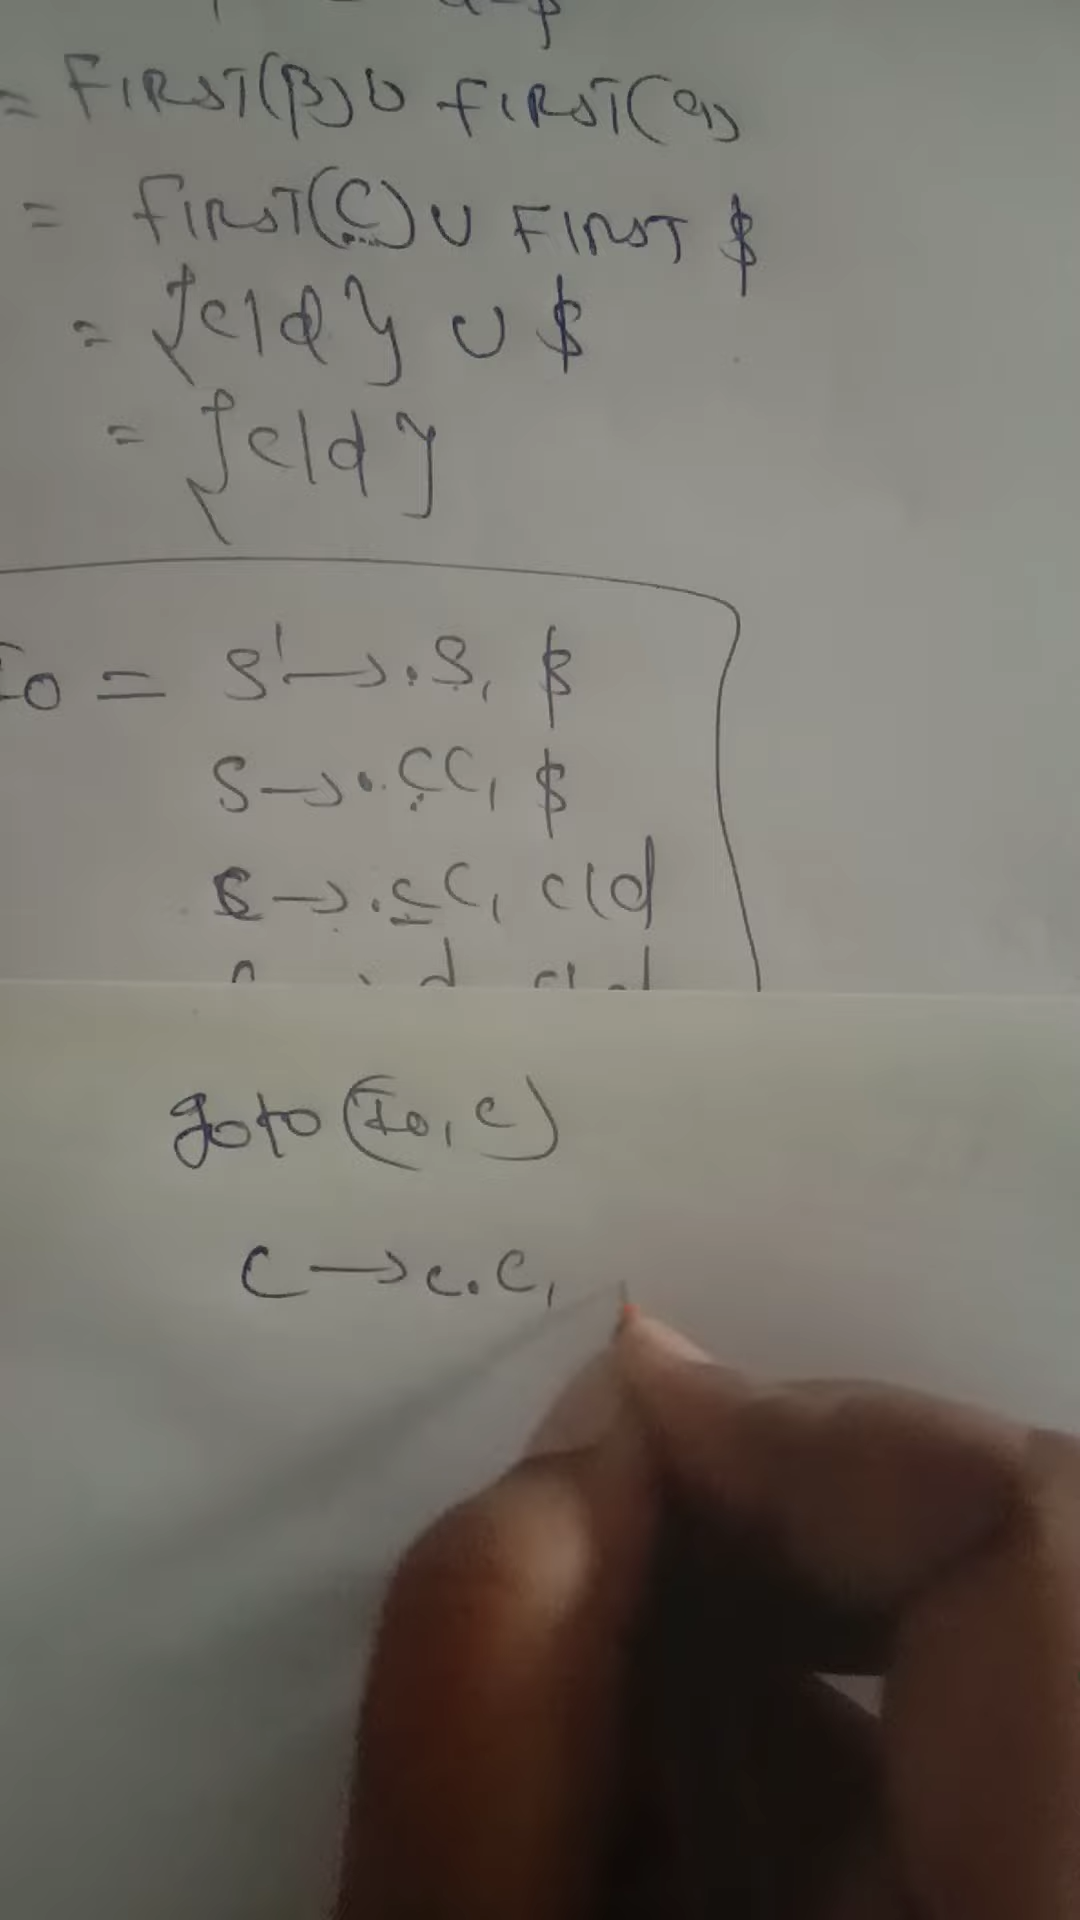 = FIRST(β) U FIRST(a)
= FIRST(C) U FIRST $
= {c/d} U $
= {c/d}
I0 = S' → .S, $
S → .CC, $
C → .cC, c/d
goto (I0, c)
C → c.C,